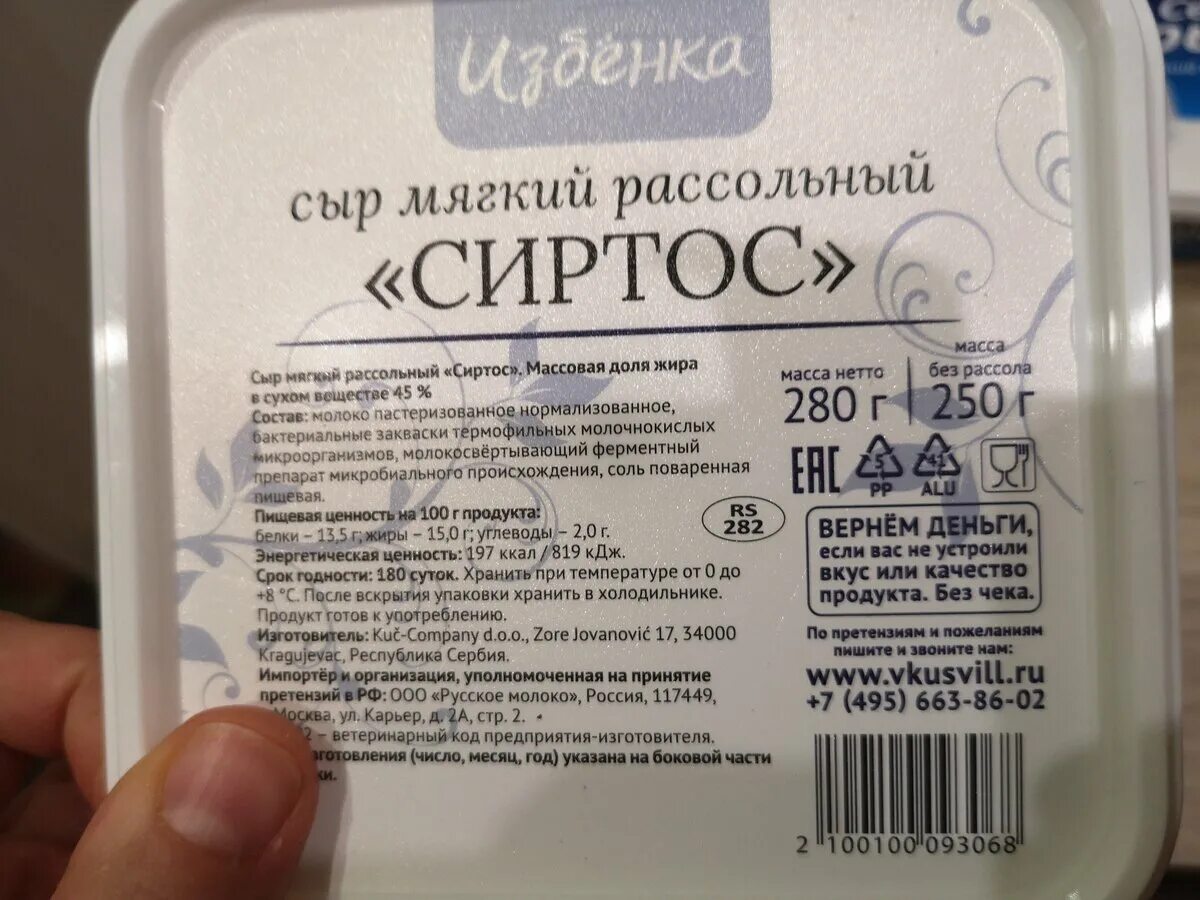 Избёнка
сыр мягкий рассольный
«СИРТОС»
Сыр мягкий рассольный «Сиртос». Массовая доля жира
в сухом веществе 45 %
Состав: молоко пастеризованное нормализованное,
бактериальные закваски термофильных молочнокислых
микроорганизмов, молокосвёртывающий ферментный
препарат микробиального происхождения, соль поваренная
пищевая.
Пищевая ценность на 100 г продукта:
белки – 13,5 г; жиры – 15,0 г; углеводы – 2,0 г.
Энергетическая ценность: 197 ккал / 819 кДж.
Срок годности: 180 суток. Хранить при температуре от 0 до
+8 °С. После вскрытия упаковки хранить в холодильнике.
Продукт готов к употреблению.
Изготовитель: Kuč-Company d.o.o., Zore Jovanović 17, 34000
Kragujevac, Республика Сербия.
Импортёр и организация, уполномоченная на принятие
претензий в РФ: ООО «Русское молоко», Россия, 117449,
Москва, ул. Карьер, д. 2А, стр. 2.
– ветеринарный код предприятия-изготовителя.
(число, месяц, год) указана на боковой части
масса нетто
280 г
масса
без рассола
250 г
EAC
5
PP
41
ALU
RS
282
ВЕРНЁМ ДЕНЬГИ,
если вас не устроили
вкус или качество
продукта. Без чека.
По претензиям и пожеланиям
пишите и звоните нам:
www.vkusvill.ru
+7 (495) 663-86-02
2 100100 093068